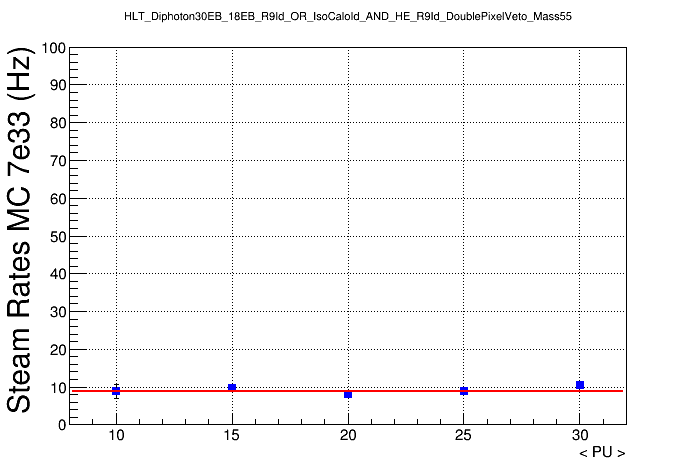 HLT_Diphoton30EB_18EB_R9Id_OR_IsoCaloId_AND_HE_R9Id_DoublePixelVeto_Mass55
Steam Rates MC 7e33 (Hz)
100
90
80
70
60
50
40
30
20
10
0
10 15 20 25 30
< PU >